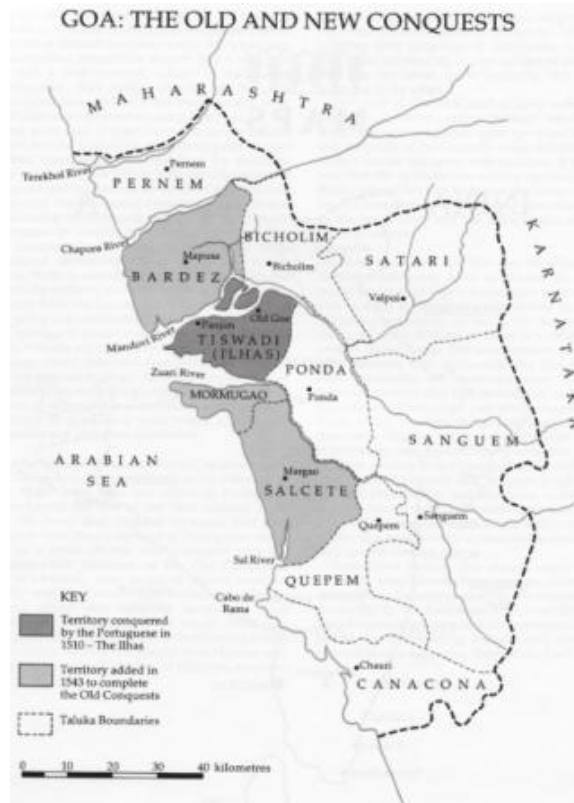 GOA: THE OLD AND NEW CONQUESTS
MAHARASHTRA
Terekhol River
Pernem
PERNEM
KARNATAKA
Chapora River
BICHOLIM
Mapusa
BARDEZ
Bicholim
SATARI
Valpoi
Mandovi River
Panjim
Old Goa
TISWADI
(ILHAS)
Zuari River
PONDA
Ponda
MORMUGAO
SANGUEM
ARABIAN
SEA
Margao
SALCETE
Quepem
Sanguem
Sal River
QUEPEM
Cabo de
Rama
Chauri
CANACONA
KEY
Territory conquered
by the Portuguese in
1510 – The Ilhas
Territory added in
1543 to complete
the Old Conquests
Taluka Boundaries
0 10 20 30 40 kilometres